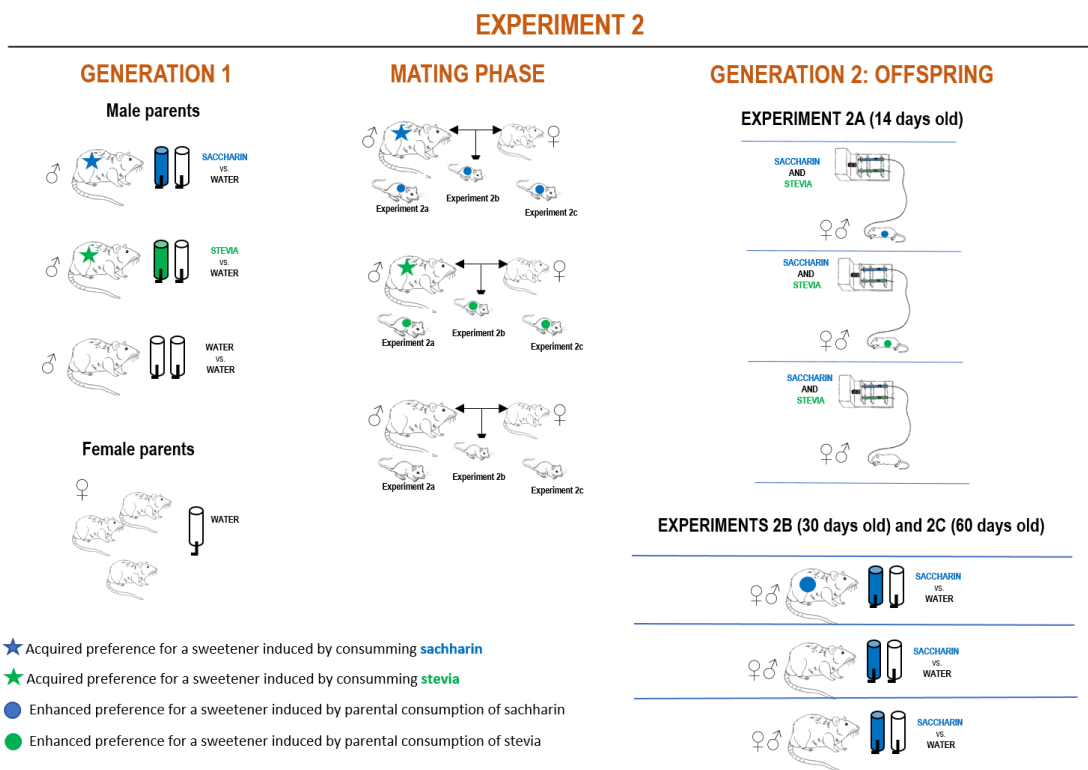 EXPERIMENT 2
GENERATION 1
Male parents
SACCHARIN
vs.
WATER
STEVIA
vs.
WATER
WATER
vs.
WATER
Female parents
WATER
MATING PHASE
Experiment 2a
Experiment 2b
Experiment 2c
Experiment 2a
Experiment 2b
Experiment 2c
Experiment 2a
Experiment 2b
Experiment 2c
GENERATION 2: OFFSPRING
EXPERIMENT 2A (14 days old)
SACCHARIN
AND
STEVIA
SACCHARIN
AND
STEVIA
SACCHARIN
AND
STEVIA
EXPERIMENTS 2B (30 days old) and 2C (60 days old)
SACCHARIN
vs.
WATER
SACCHARIN
vs.
WATER
SACCHARIN
vs.
WATER
Acquired preference for a sweetener induced by consumming sachharin
Acquired preference for a sweetener induced by consumming stevia
Enhanced preference for a sweetener induced by parental consumption of sachharin
Enhanced preference for a sweetener induced by parental consumption of stevia